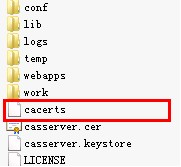 conf
lib
logs
temp
webapps
work
cacerts
casserver.cer
casserver.keystore
LICENSE